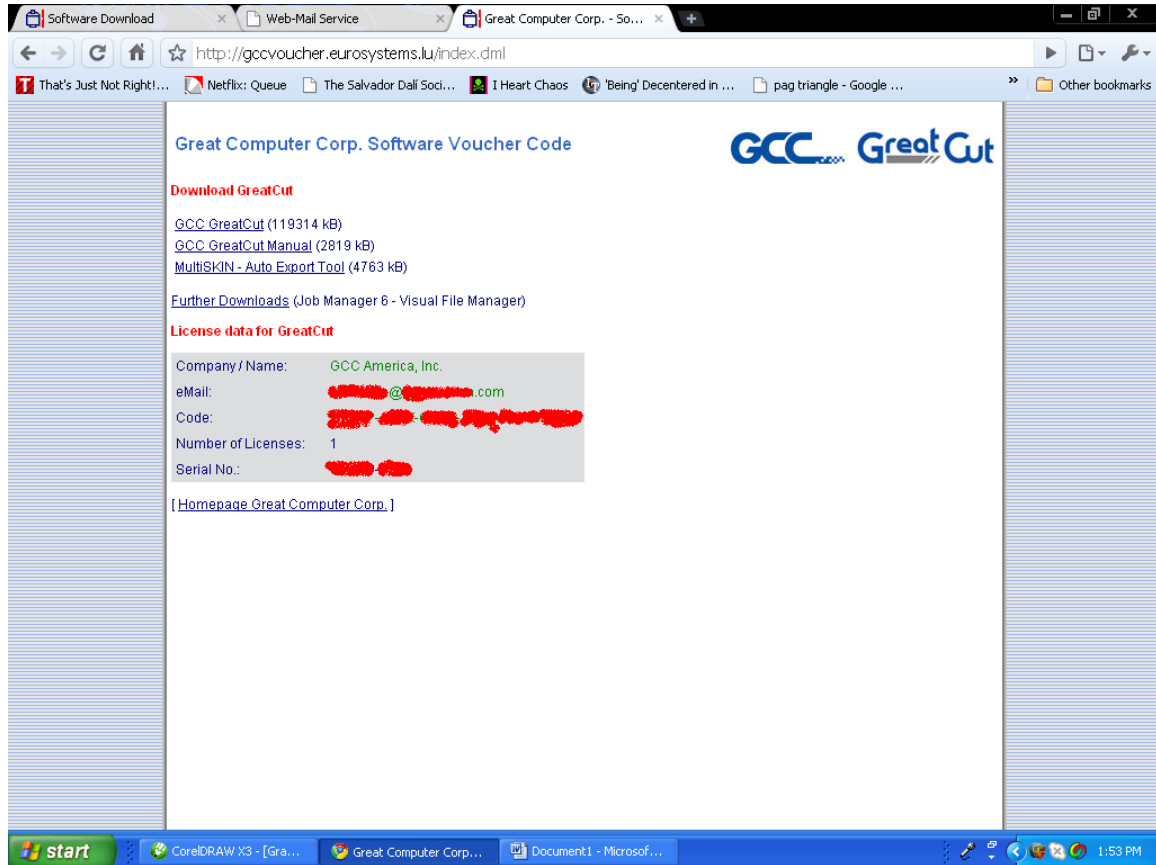 Software Download
Web-Mail Service
Great Computer Corp. - So...
http://gccvoucher.eurosystems.lu/index.dml
That's Just Not Right!...
Netflix: Queue
The Salvador Dalí Soci...
I Heart Chaos
'Being' Decentered in ...
pag triangle - Google ...
»
Other bookmarks
Great Computer Corp. Software Voucher Code
GCC
GreatCut
Download GreatCut
GCC GreatCut (119314 kB)
GCC GreatCut Manual (2819 kB)
MultiSKIN - Auto Export Tool (4763 kB)
Further Downloads (Job Manager 6 - Visual File Manager)
License data for GreatCut
Company / Name: GCC America, Inc.
eMail: @ .com
Code:
Number of Licenses: 1
Serial No.:
[ Homepage Great Computer Corp. ]
start
CorelDRAW X3 - [Gra...
Great Computer Corp...
Document1 - Microsof...
1:53 PM